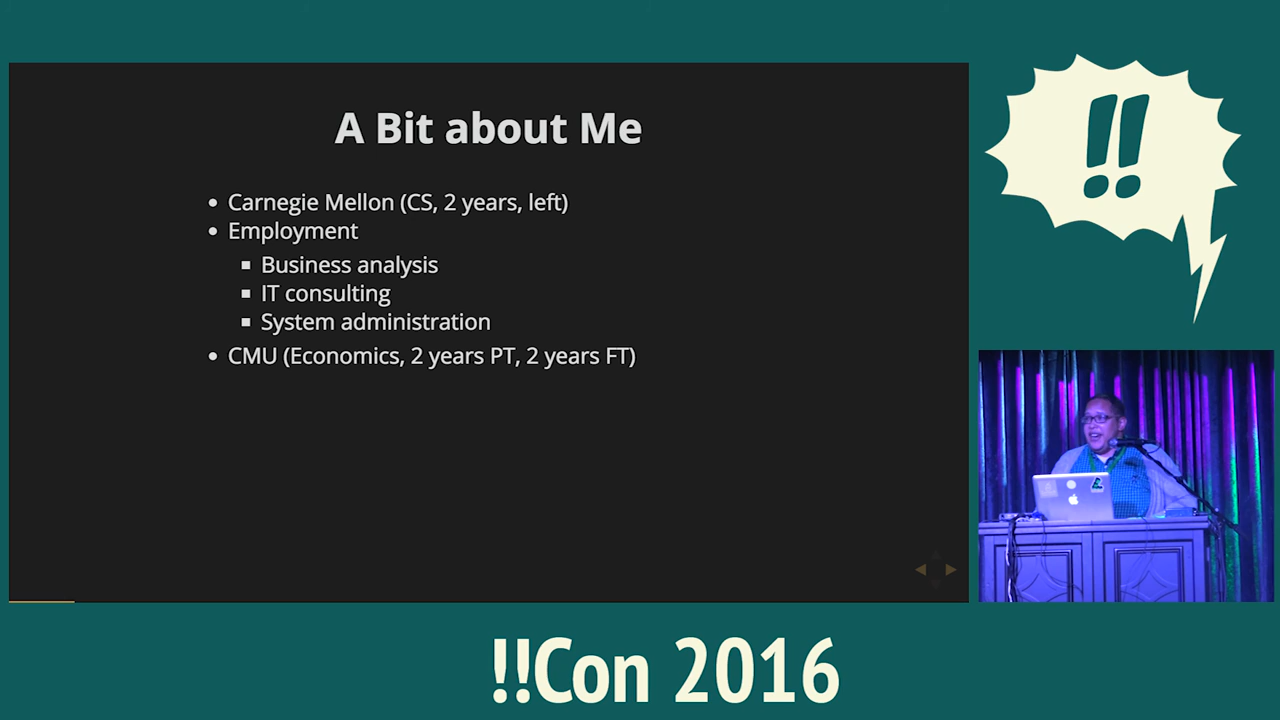 A Bit about Me
• Carnegie Mellon (CS, 2 years, left)
• Employment
▪ Business analysis
▪ IT consulting
▪ System administration
• CMU (Economics, 2 years PT, 2 years FT)
!!
!!Con 2016